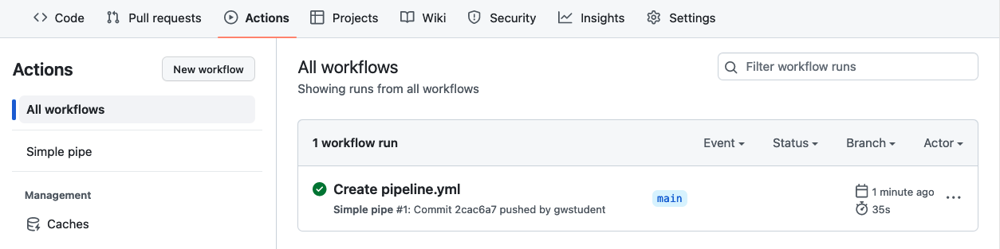 Code Pull requests Actions Projects Wiki Security Insights Settings
Actions
New workflow
All workflows
Simple pipe
Management
Caches
All workflows
Showing runs from all workflows
Filter workflow runs
1 workflow run
Event Status Branch Actor
Create pipeline.yml
Simple pipe #1: Commit 2cac6a7 pushed by gwstudent
main
1 minute ago
35s